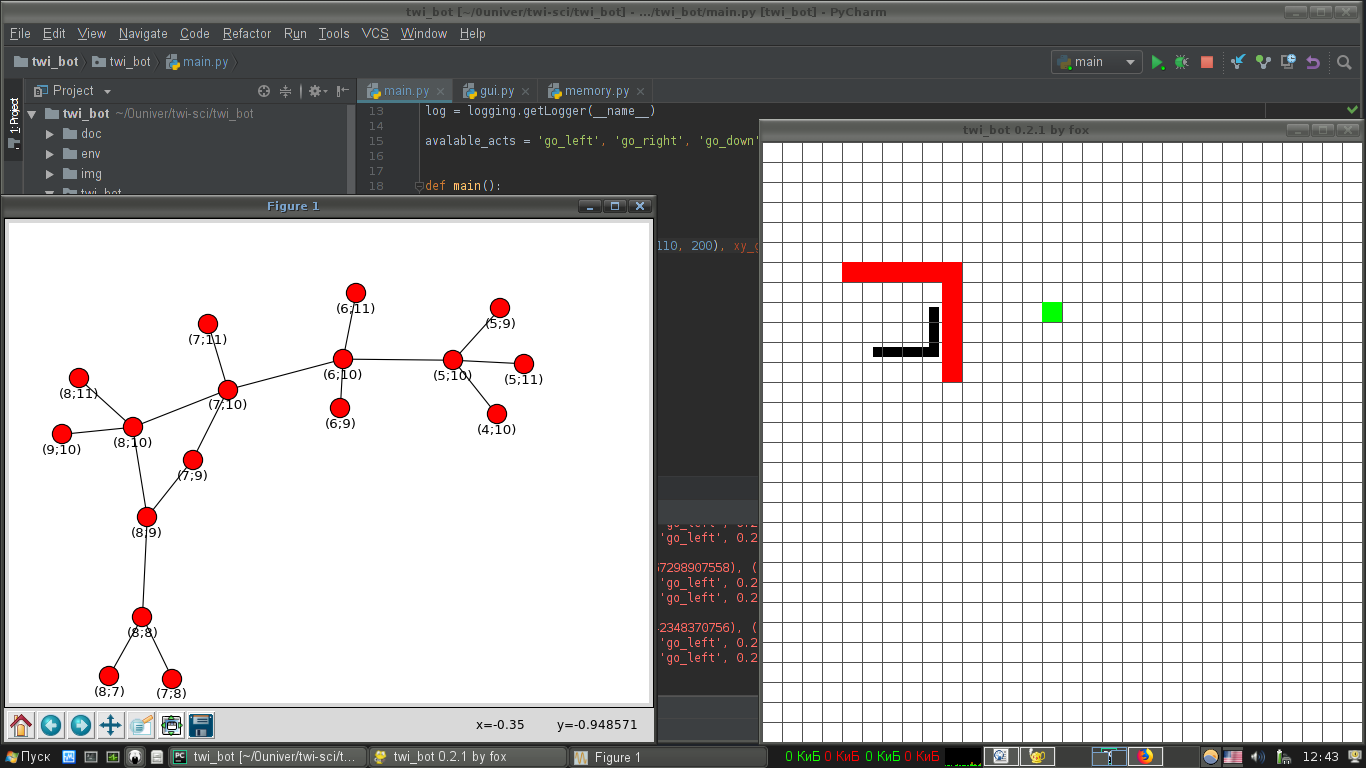 twi_bot [~/0univer/twi-sci/twi_bot] - .../twi_bot/main.py [twi_bot] - PyCharm
File Edit View Navigate Code Refactor Run Tools VCS Window Help
twi_bot twi_bot main.py main
1: Project
Project
main.py gui.py memory.py
twi_bot ~/0univer/twi-sci/twi_bot
doc
env
img
twi_bot
13 log = logging.getLogger(__name__)
14
15 avalable_acts = 'go_left', 'go_right', 'go_down'
16
17
18 def main():
110, 200), xy_
'go_left', 0.2
'go_left', 0.2
57298907558), (
'go_left', 0.2
'go_left', 0.2
42348370756), (
'go_left', 0.2
'go_left', 0.2
twi_bot 0.2.1 by fox
Figure 1
(6;11)
(5;9)
(7;11)
(6;10)
(5;10)
(5;11)
(8;11)
(7;10)
(6;9)
(4;10)
(8;10)
(9;10)
(7;9)
(8;9)
(8;8)
(8;7)
(7;8)
x=-0.35 y=-0.948571
Пуск twi_bot [~/0univer/twi-sci/t... twi_bot 0.2.1 by fox Figure 1 0 КиБ 0 КиБ 0 КиБ 0 КиБ 12:43